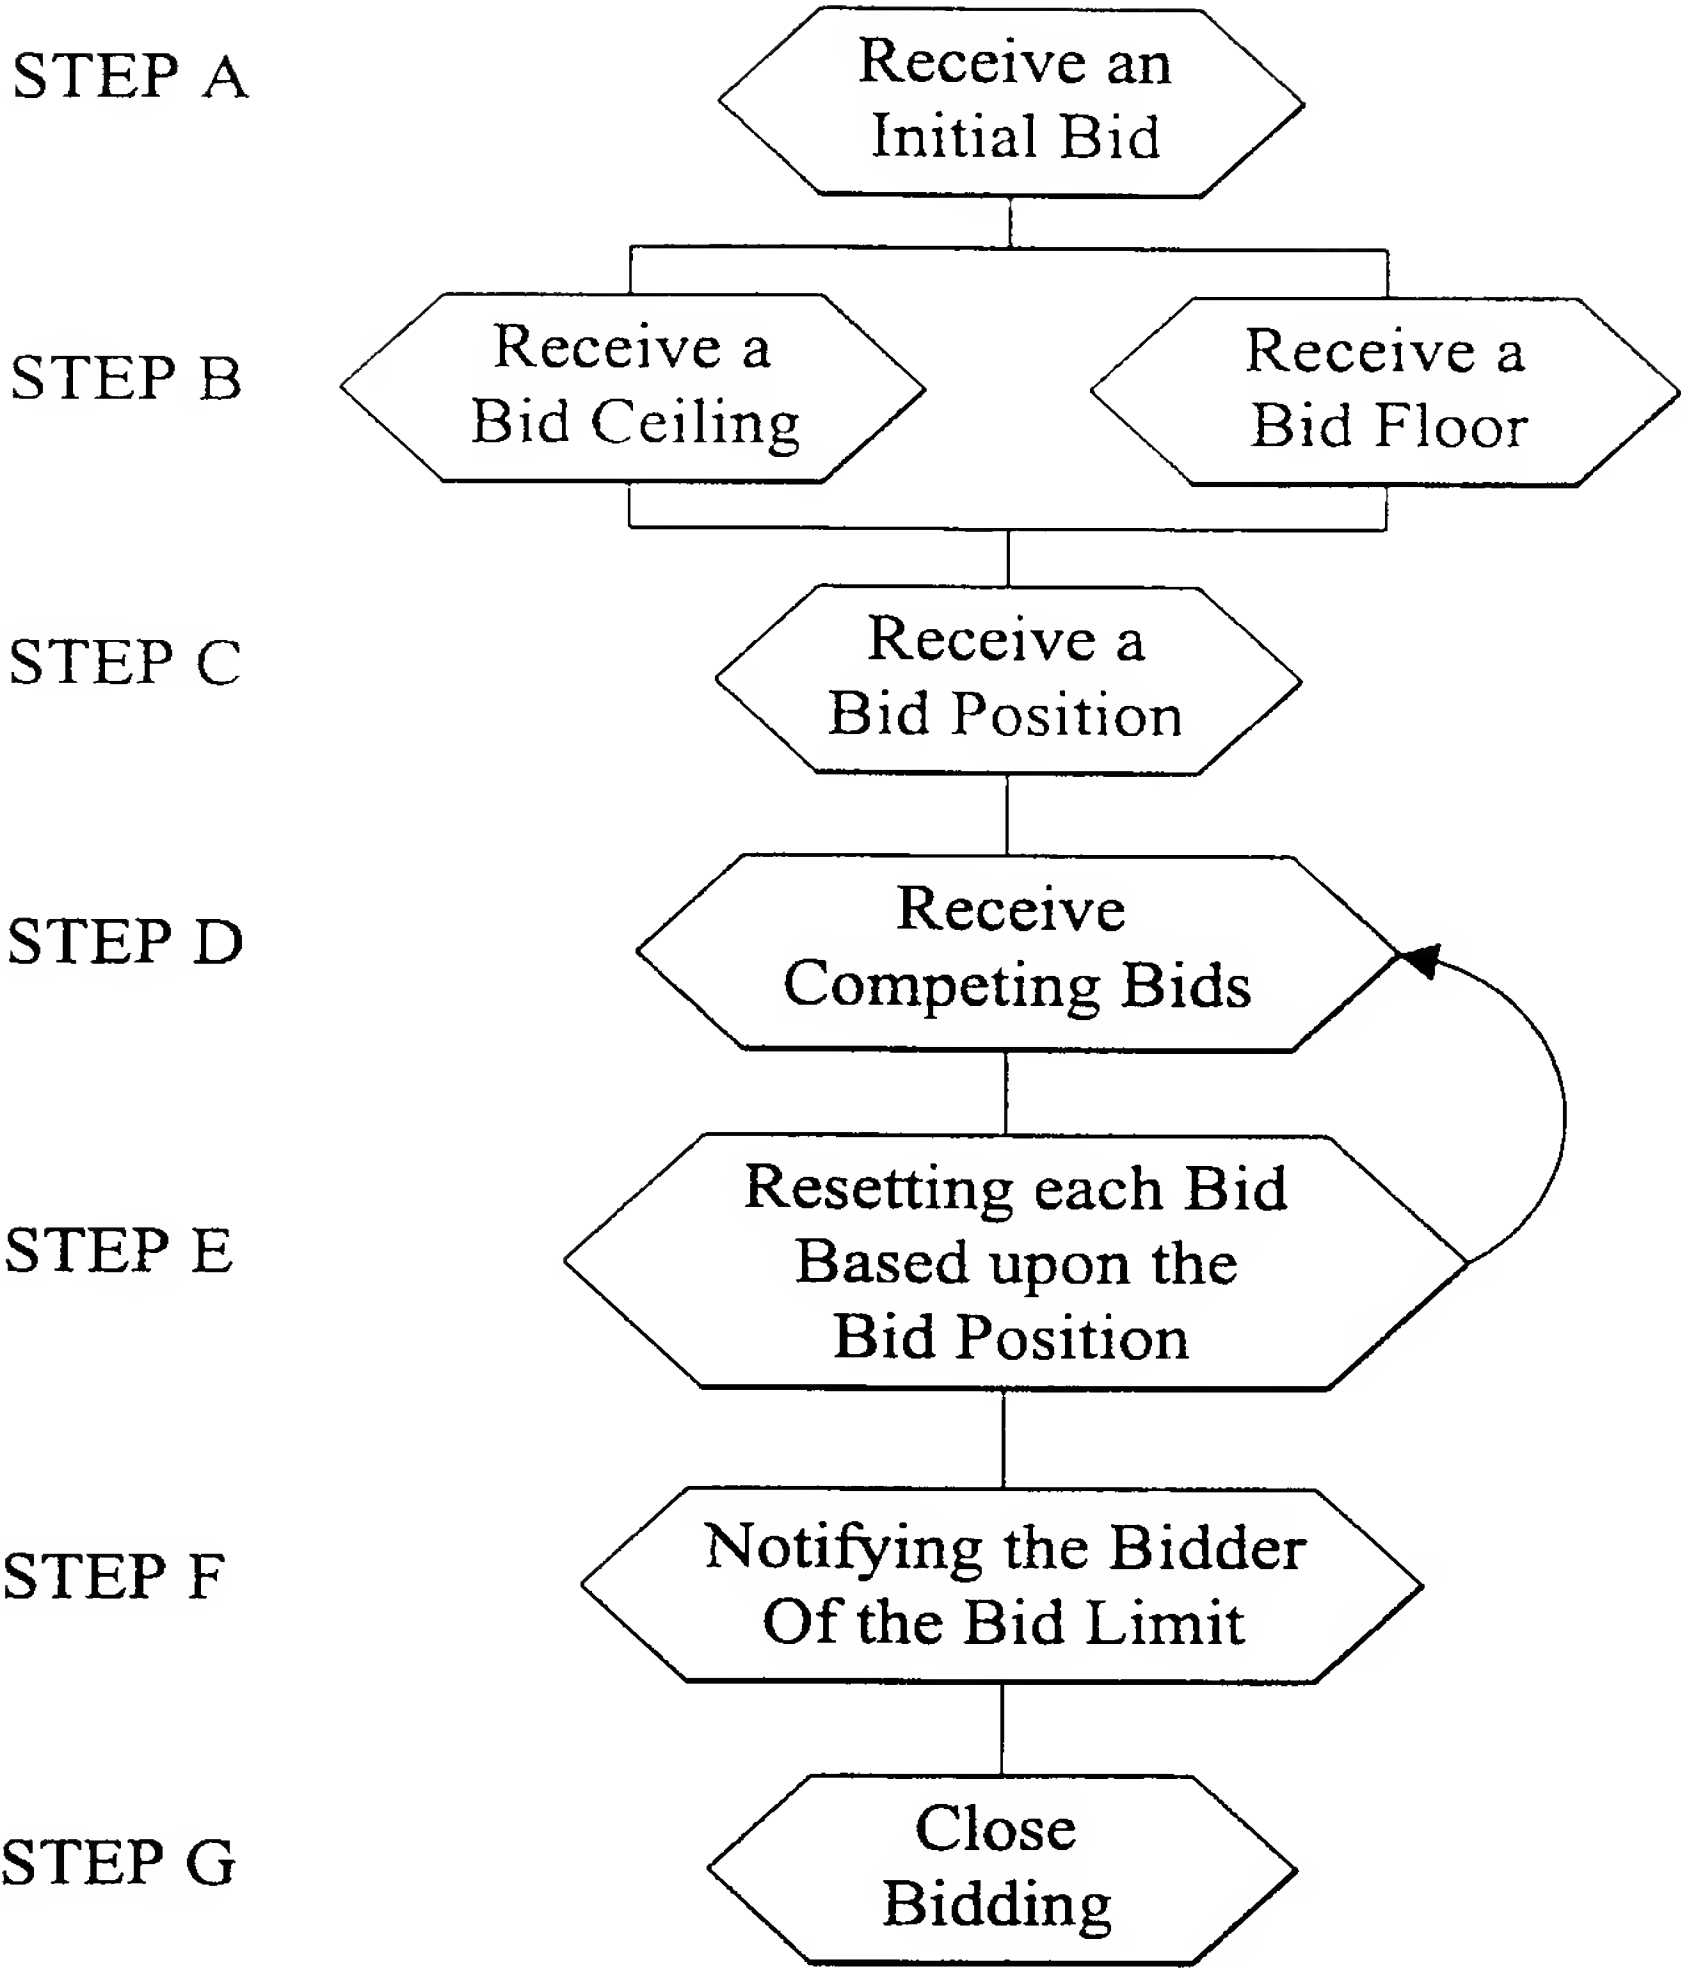 STEP A
Receive an
Initial Bid
STEP B
Receive a
Bid Ceiling
Receive a
Bid Floor
STEP C
Receive a
Bid Position
STEP D
Receive
Competing Bids
STEP E
Resetting each Bid
Based upon the
Bid Position
STEP F
Notifying the Bidder
Of the Bid Limit
STEP G
Close
Bidding